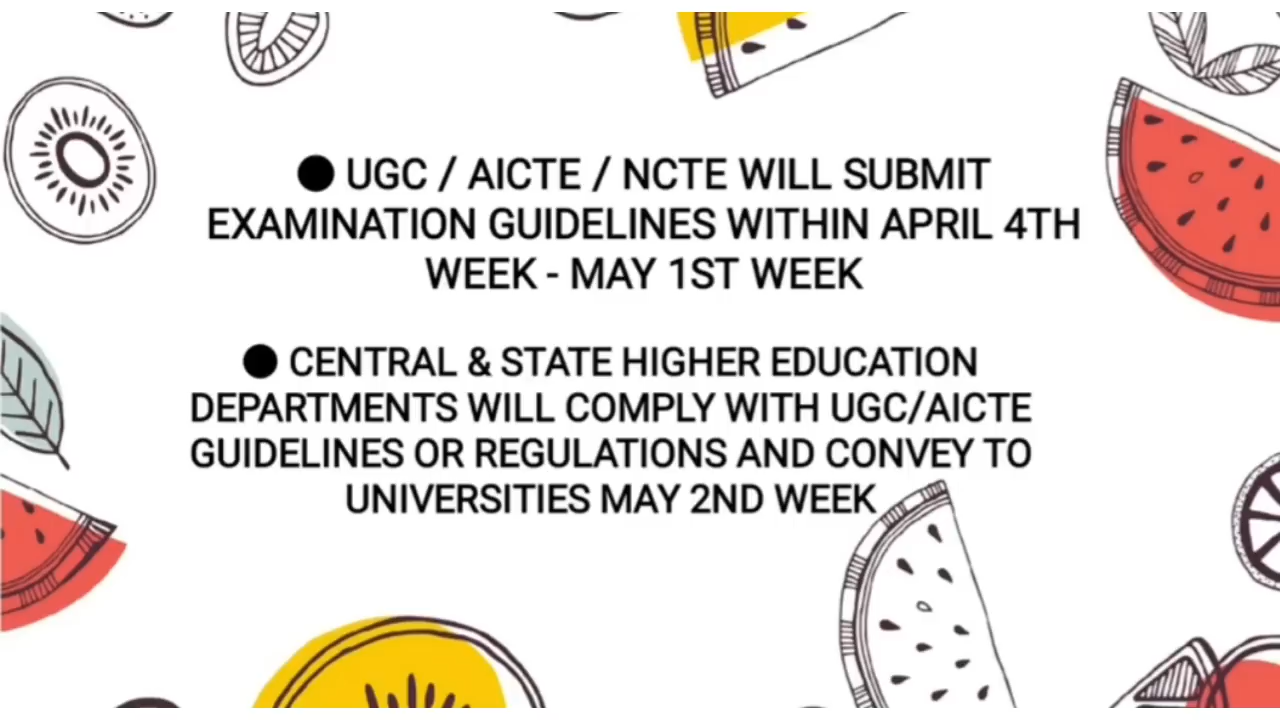 ● UGC / AICTE / NCTE WILL SUBMIT
EXAMINATION GUIDELINES WITHIN APRIL 4TH
WEEK - MAY 1ST WEEK
● CENTRAL & STATE HIGHER EDUCATION
DEPARTMENTS WILL COMPLY WITH UGC/AICTE
GUIDELINES OR REGULATIONS AND CONVEY TO
UNIVERSITIES MAY 2ND WEEK